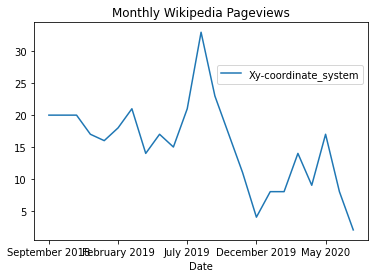 Monthly Wikipedia Pageviews
30
25
20
15
10
5
Xy-coordinate_system
September 2018 February 2019 July 2019 December 2019 May 2020
Date